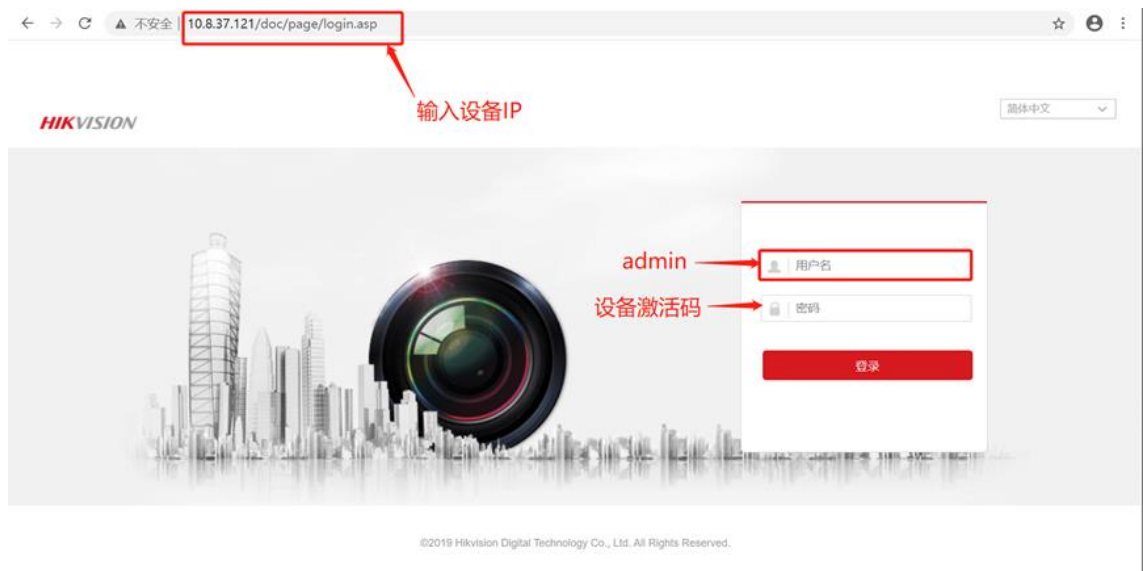 不安全 | 10.8.37.121/doc/page/login.asp
输入设备IP
HIKVISION
简体中文
admin
用户名
设备激活码
密码
登录
©2019 Hikvision Digital Technology Co., Ltd. All Rights Reserved.